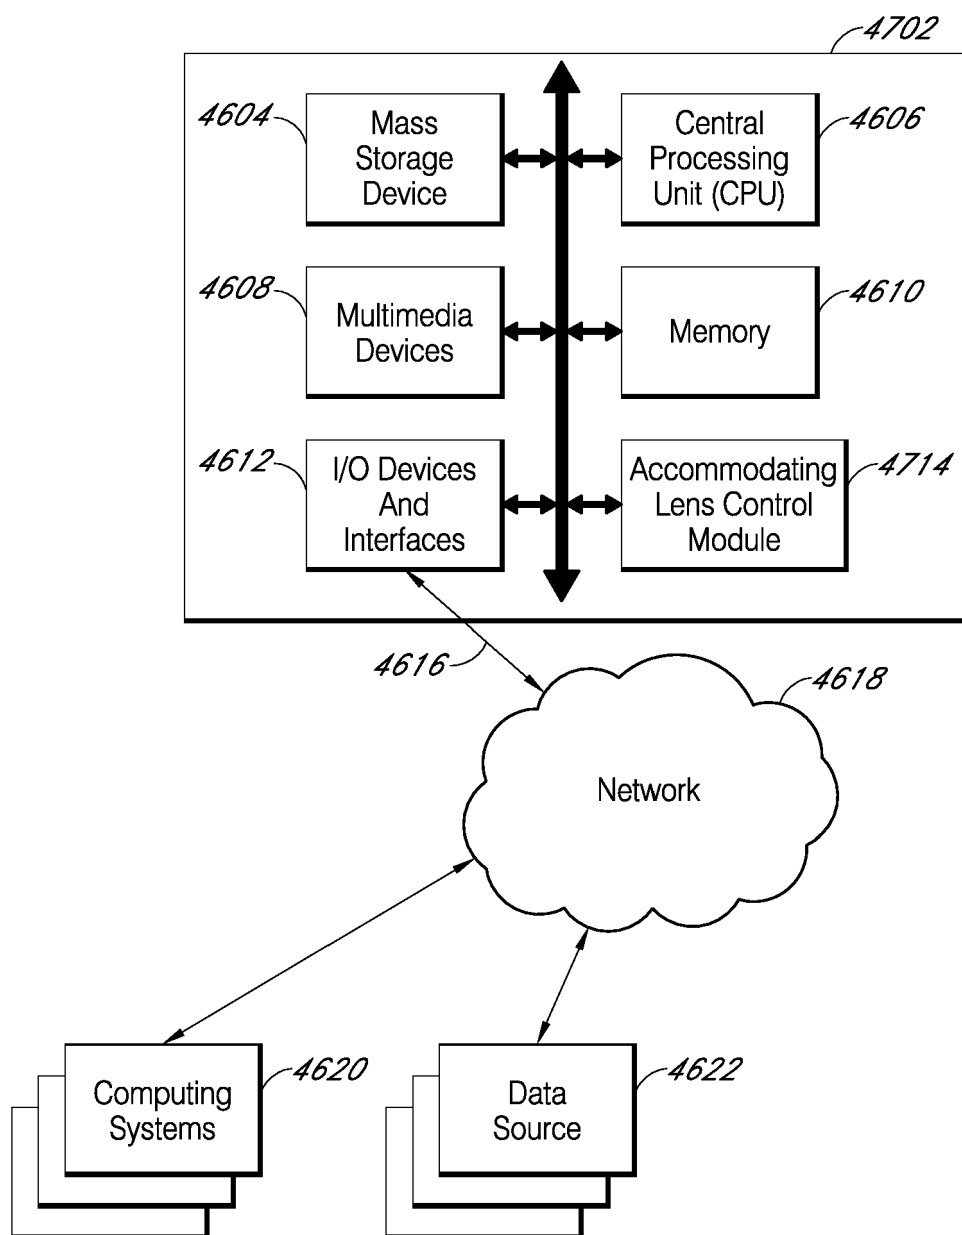 4702
4604
Mass
Storage
Device
Central
Processing
Unit (CPU)
4606
4608
Multimedia
Devices
Memory
4610
4612
I/O Devices
And
Interfaces
Accommodating
Lens Control
Module
4714
4616
4618
Network
Computing
Systems
4620
Data
Source
4622